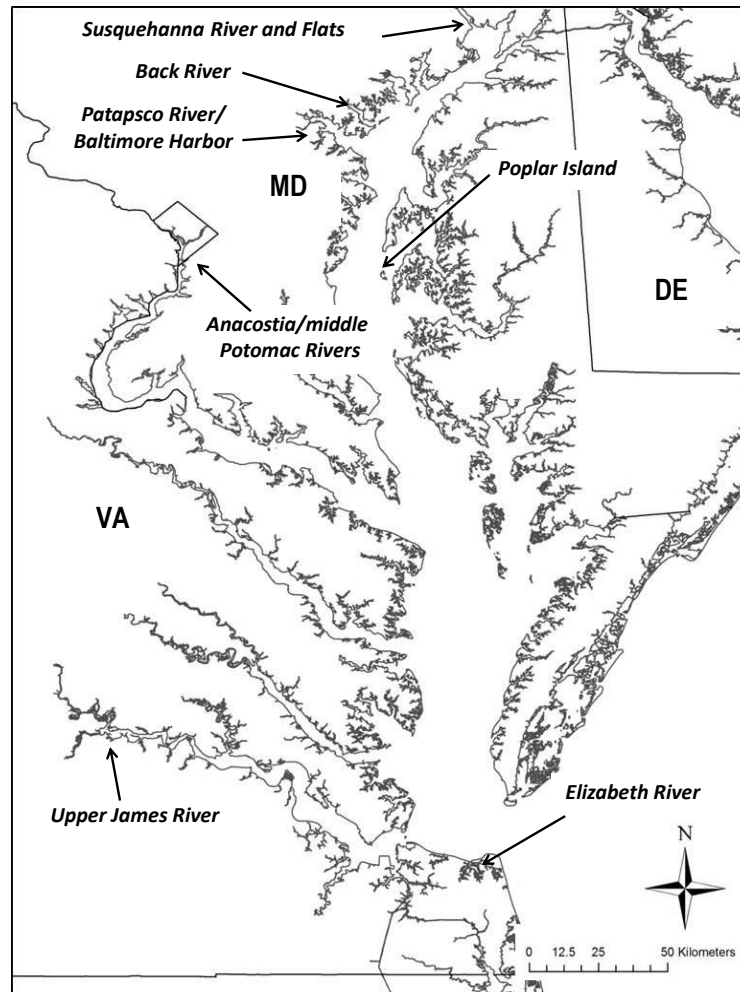 Susquehanna River and Flats
Back River
Patapsco River/
Baltimore Harbor
MD
Poplar Island
DE
Anacostia/middle
Potomac Rivers
VA
Elizabeth River
Upper James River
N
0 12.5 25 50 Kilometers